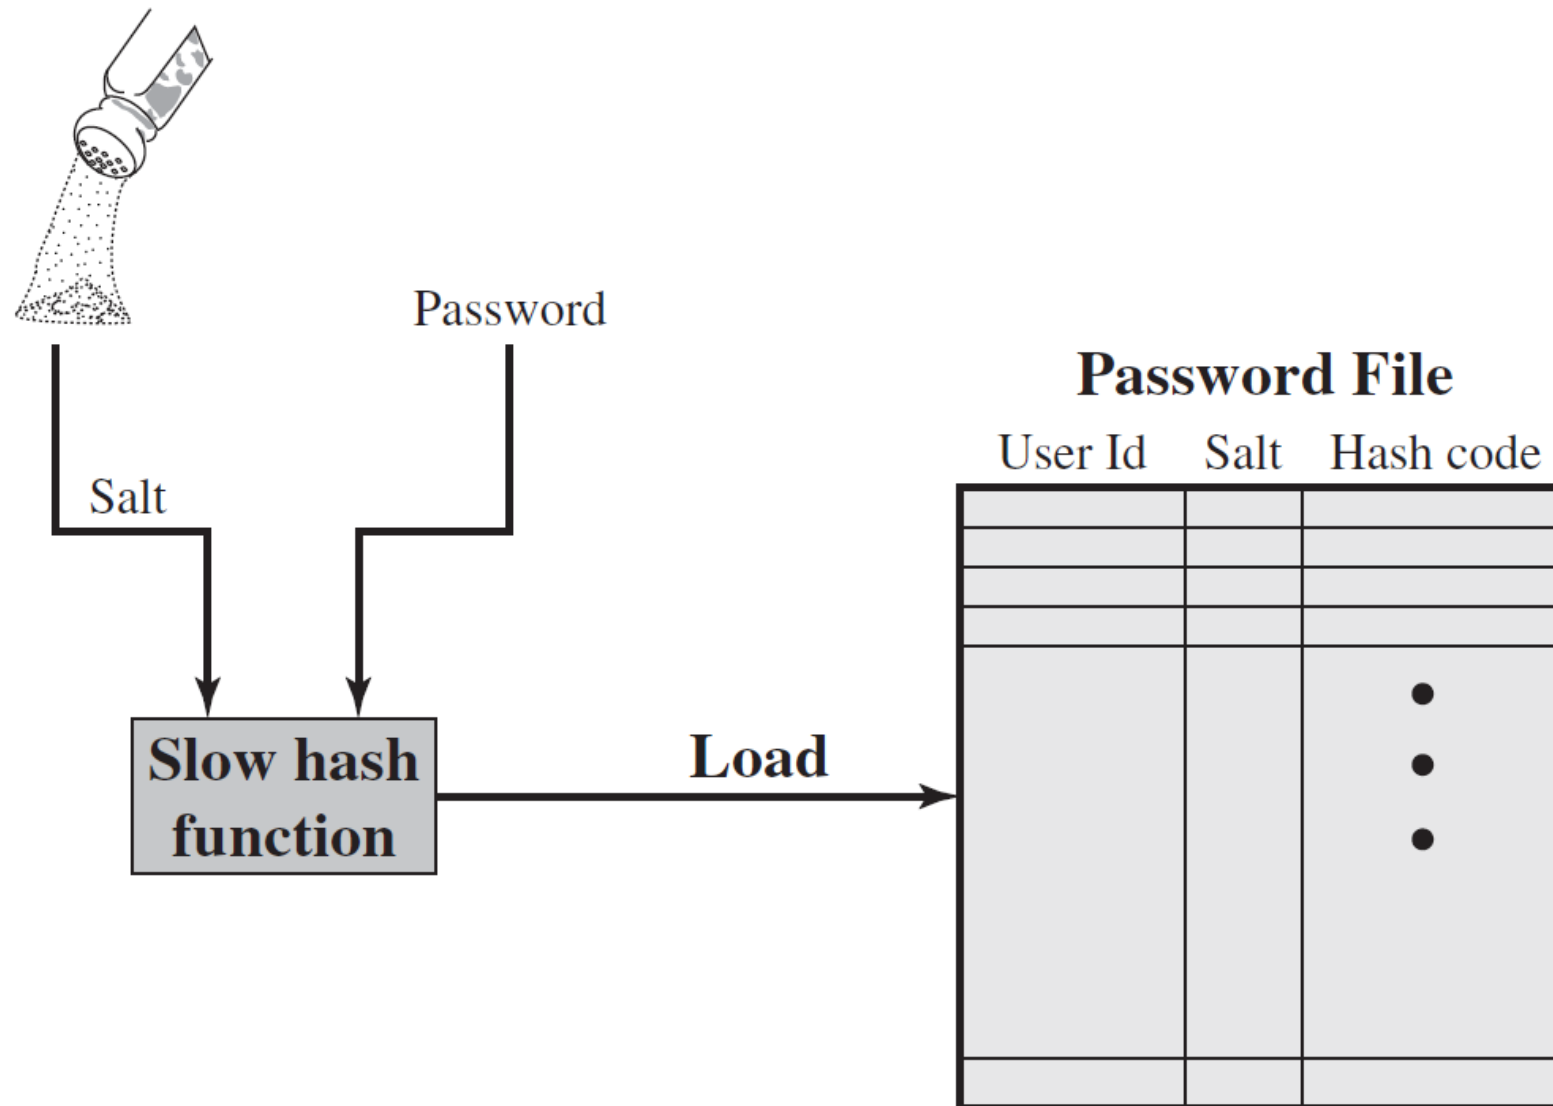 Password
Password File
User Id Salt Hash code
Salt
Load
Slow hash
function